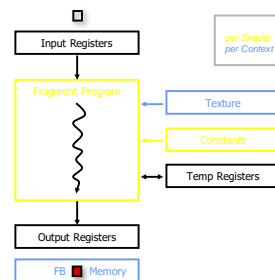 Input Registers
per Shader
per Context
Fragment Program
Texture
Constants
Temp Registers
Output Registers
FB Memory